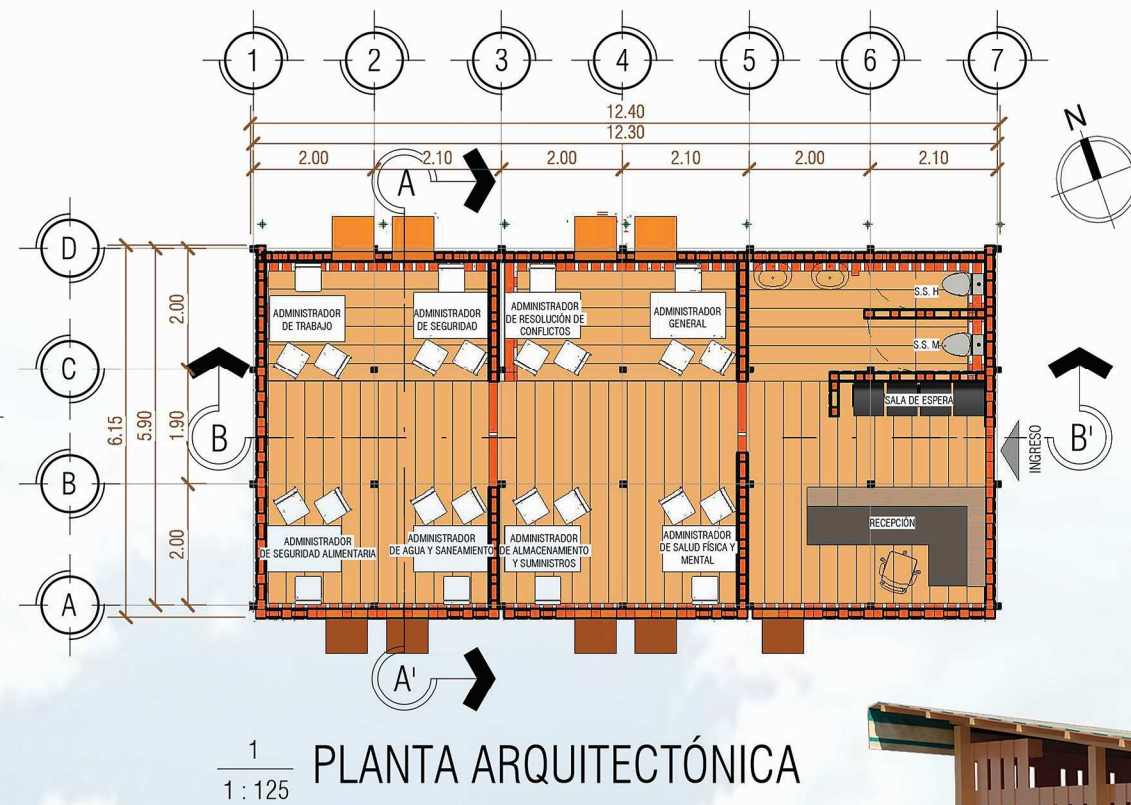 1 2 3 4 5 6 7
12.40
12.30
2.00 2.10 2.00 2.10 2.00 2.10
N
A
D
C
B
A
6.15
5.90
2.00
1.90
2.00
B
B'
INGRESO
ADMINISTRADOR
DE TRABAJO
ADMINISTRADOR
DE SEGURIDAD
ADMINISTRADOR
DE RESOLUCIÓN DE
CONFLICTOS
ADMINISTRADOR
GENERAL
S.S. H
S.S. M
SALA DE ESPERA
RECEPCIÓN
ADMINISTRADOR
DE SEGURIDAD ALIMENTARIA
ADMINISTRADOR
DE AGUA Y SANEAMIENTO
ADMINISTRADOR
DE ALMACENAMIENTO
Y SUMINISTROS
ADMINISTRADOR
DE SALUD FÍSICA Y
MENTAL
A'
1
1 : 125
PLANTA ARQUITECTÓNICA